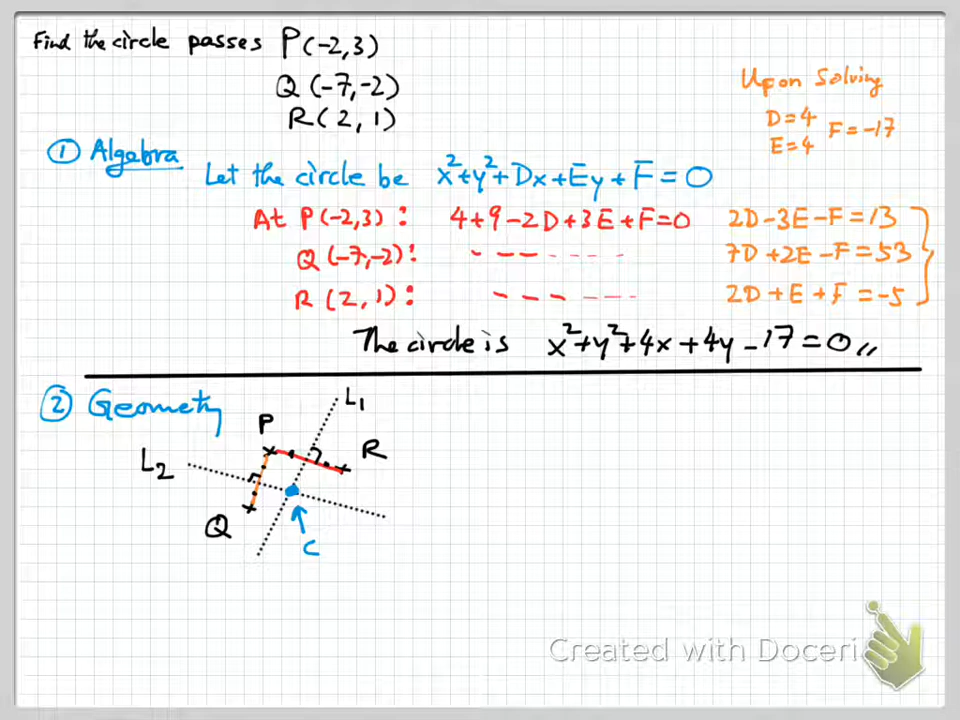 Find the circle passes P(-2,3)
Q(-7,-2)
R(2,1)
Upon Solving
D=4
E=4
F=-17
① Algebra
Let the circle be x²+y²+Dx+Ey+F=0
At P(-2,3): 4+9-2D+3E+F=0 2D-3E-F=13
Q(-7,-2): - - - - - - - 7D+2E-F=53
R(2,1): - - - - - - 2D+E+F=-5
The circle is x²+y²+4x+4y-17=0//
② Geometry
L₁
P
R
L₂
Q
C
Created with Doceri